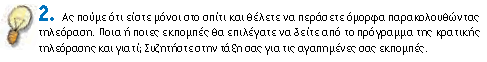 2. Ας πούμε ότι είστε μόνοι στο σπίτι και θέλετε να περάσετε όμορφα παρακολουθώντας
τηλεόραση. Ποια ή ποιες εκπομπές θα επιλέγατε να δείτε από το πρόγραμμα της κρατικής
τηλεόρασης και γιατί; Συζητήστε στην τάξη σας για τις αγαπημένες σας εκπομπές.